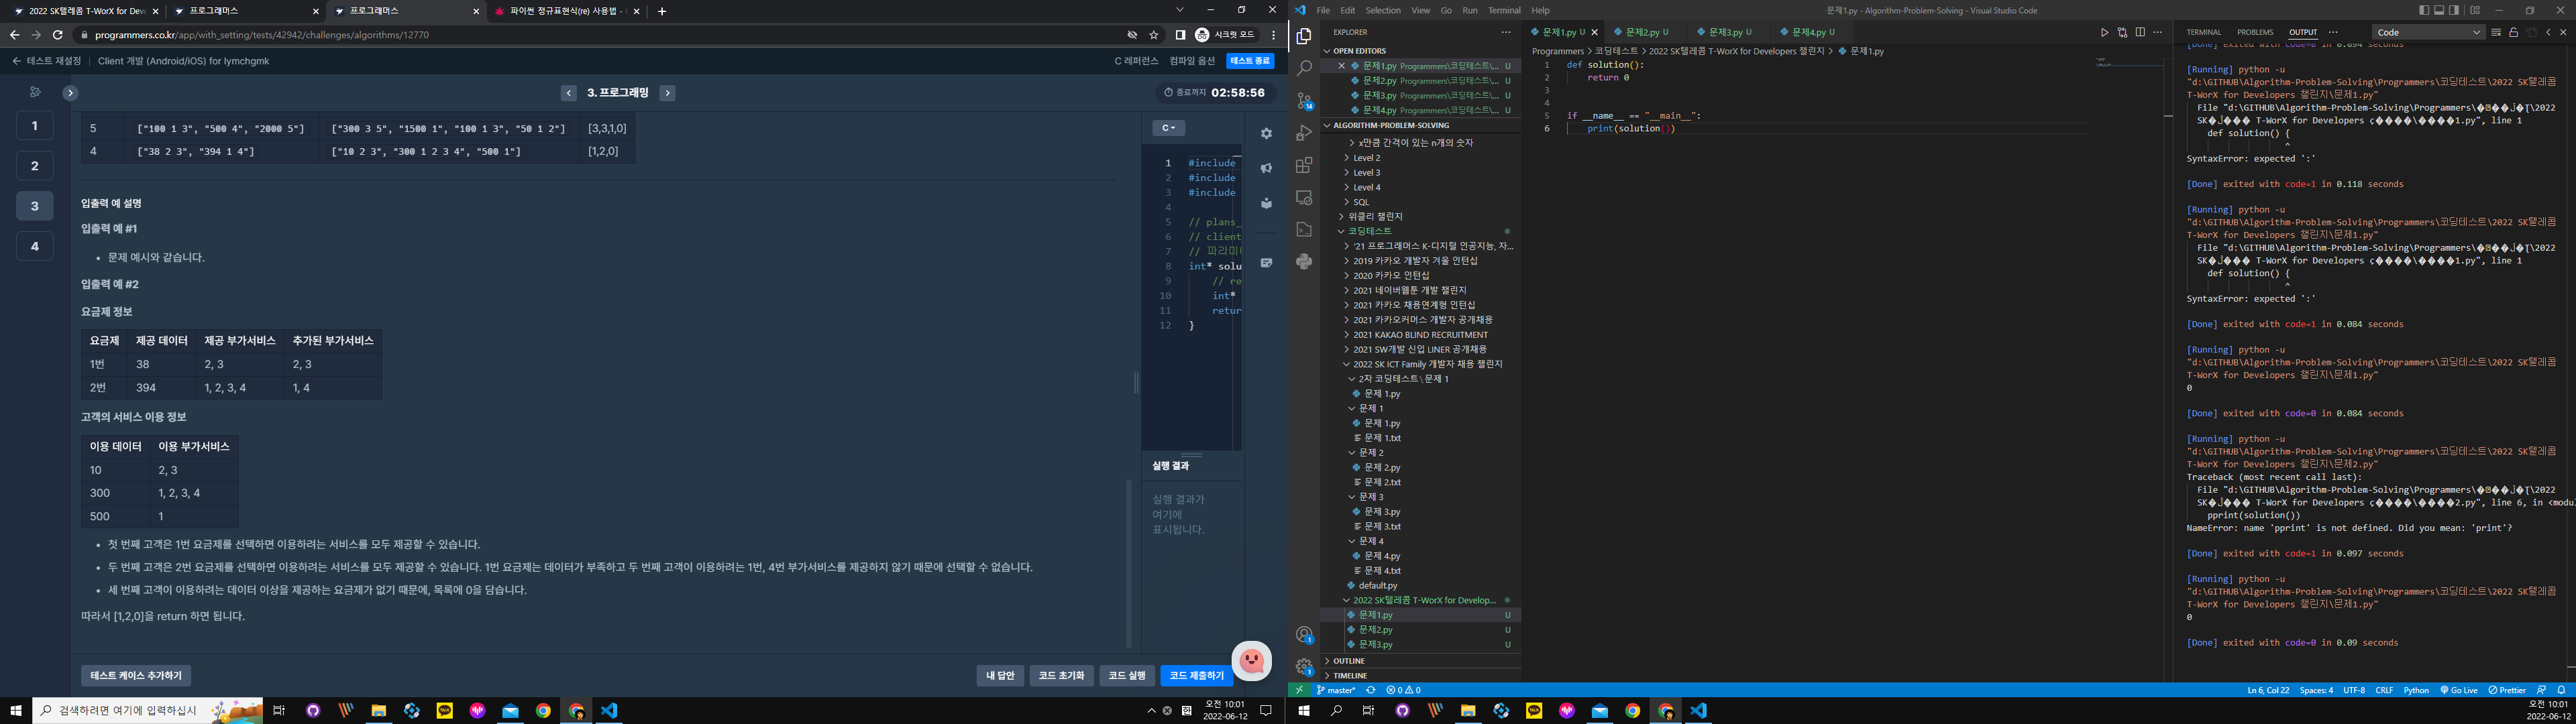 2022 SK텔레콤 T-WorX for Deve
프로그래머스
프로그래머스
파이썬 정규표현식(re) 사용법 -
programmers.co.kr/app/with_setting/tests/42942/challenges/algorithms/12770
시크릿 모드
테스트 재설정
Client 개발 (Android/iOS) for lymchgmk
C 레퍼런스
컴파일 옵션
테스트 종료
3. 프로그래밍
종료까지 02:58:56
1
2
3
4
5 ["100 1 3", "500 4", "2000 5"] ["300 3 5", "1500 1", "100 1 3", "50 1 2"] [3,3,1,0]
4 ["38 2 3", "394 1 4"] ["10 2 3", "300 1 2 3 4", "500 1"] [1,2,0]
입출력 예 설명
입출력 예 #1
• 문제 예시와 같습니다.
입출력 예 #2
요금제 정보
요금제 제공 데이터 제공 부가서비스 추가된 부가서비스
1번 38 2, 3 2, 3
2번 394 1, 2, 3, 4 1, 4
고객의 서비스 이용 정보
이용 데이터 이용 부가서비스
10 2, 3
300 1, 2, 3, 4
500 1
• 첫 번째 고객은 1번 요금제를 선택하면 이용하려는 서비스를 모두 제공할 수 있습니다.
• 두 번째 고객은 2번 요금제를 선택하면 이용하려는 서비스를 모두 제공할 수 있습니다. 1번 요금제는 데이터가 부족하고 두 번째 고객이 이용하려는 1번, 4번 부가서비스를 제공하지 않기 때문에 선택할 수 없습니다.
• 세 번째 고객이 이용하려는 데이터 이상을 제공하는 요금제가 없기 때문에, 목록에 0을 담습니다.
따라서 [1,2,0]을 return 하면 됩니다.
C
1 #include
2 #include
3 #include
4
5 // plans_
6 // client
7 // 파라미터
8 int* solu
9 // re
10 int*
11 retur
12 }
실행 결과
실행 결과가
여기에
표시됩니다.
테스트 케이스 추가하기
내 답안
코드 초기화
코드 실행
코드 제출하기
검색하려면 여기에 입력하십시
오전 10:01
2022-06-12
File Edit Selection View Go Run Terminal Help
문제1.py - Algorithm-Problem-Solving - Visual Studio Code
EXPLORER
OPEN EDITORS
문제1.py Programmers\코딩테스트\... U
문제2.py Programmers\코딩테스트\... U
문제3.py Programmers\코딩테스트\... U
문제4.py Programmers\코딩테스트\... U
ALGORITHM-PROBLEM-SOLVING
x만큼 간격이 있는 n개의 숫자
Level 2
Level 3
Level 4
SQL
위클리 챌린지
코딩테스트
'21 프로그래머스 K-디지털 인공지능, 자...
2019 카카오 개발자 겨울 인턴십
2020 카카오 인턴십
2021 네이버웹툰 개발 챌린지
2021 카카오 채용연계형 인턴십
2021 카카오커머스 개발자 공개채용
2021 KAKAO BLIND RECRUITMENT
2021 SW개발 신입 LINER 공개채용
2022 SK ICT Family 개발자 채용 챌린지
2차 코딩테스트 \ 문제 1
문제 1.py
문제 1
문제 1.py
문제 1.txt
문제 2
문제 2.py
문제 2.txt
문제 3
문제 3.py
문제 3.txt
문제 4
문제 4.py
문제 4.txt
default.py
2022 SK텔레콤 T-WorX for Develop...
문제1.py U
문제2.py U
문제3.py U
OUTLINE
TIMELINE
문제1.py U
문제2.py U
문제3.py U
문제4.py U
Programmers > 코딩테스트 > 2022 SK텔레콤 T-WorX for Developers 챌린지 > 문제1.py
1 def solution():
2 return 0
3
4
5 if __name__ == "__main__":
6 print(solution())
TERMINAL PROBLEMS OUTPUT
Code
[Done] exited with code=0 in 0.094 seconds
[Running] python -u
"d:\GITHUB\Algorithm-Problem-Solving\Programmers\코딩테스트\2022 SK텔레콤
T-WorX for Developers 챌린지\문제1.py"
SyntaxError: expected ':'
def solution() {
^
[Done] exited with code=1 in 0.118 seconds
[Running] python -u
"d:\GITHUB\Algorithm-Problem-Solving\Programmers\코딩테스트\2022 SK텔레콤
T-WorX for Developers 챌린지\문제1.py"
def solution() {
^
SyntaxError: expected ':'
[Done] exited with code=1 in 0.084 seconds
[Running] python -u
"d:\GITHUB\Algorithm-Problem-Solving\Programmers\코딩테스트\2022 SK텔레콤
T-WorX for Developers 챌린지\문제1.py"
0
[Done] exited with code=0 in 0.084 seconds
[Running] python -u
"d:\GITHUB\Algorithm-Problem-Solving\Programmers\코딩테스트\2022 SK텔레콤
T-WorX for Developers 챌린지\문제2.py"
Traceback (most recent call last):
pprint(solution())
NameError: name 'pprint' is not defined. Did you mean: 'print'?
[Done] exited with code=1 in 0.097 seconds
[Running] python -u
"d:\GITHUB\Algorithm-Problem-Solving\Programmers\코딩테스트\2022 SK텔레콤
T-WorX for Developers 챌린지\문제1.py"
0
[Done] exited with code=0 in 0.09 seconds
master*
0 0
Ln 6, Col 22 Spaces: 4 UTF-8 CRLF Python Go Live Prettier
오전 10:01
2022-06-12